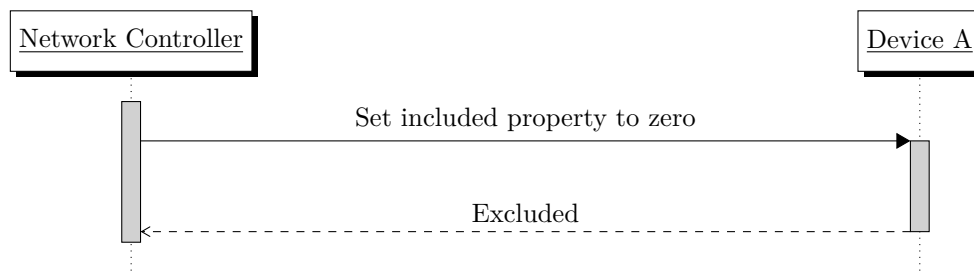 Network Controller
Device A
Set included property to zero
Excluded